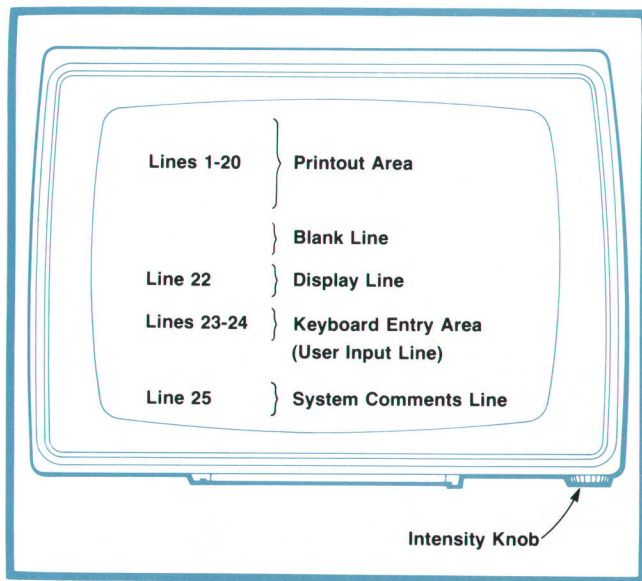 Lines 1-20 Printout Area
Blank Line
Line 22 Display Line
Lines 23-24 Keyboard Entry Area
(User Input Line)
Line 25 System Comments Line
Intensity Knob